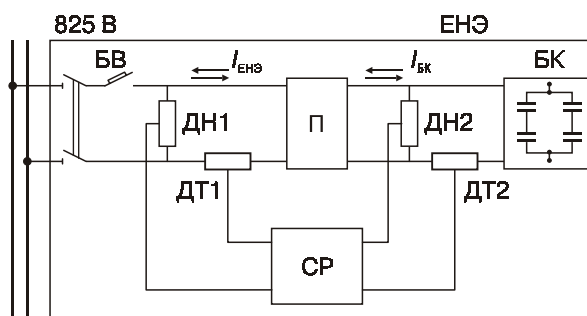 825 В
ЕНЭ
БВ
IЕНЭ
IБК
БК
ДН1
П
ДН2
ДТ1
ДТ2
СР